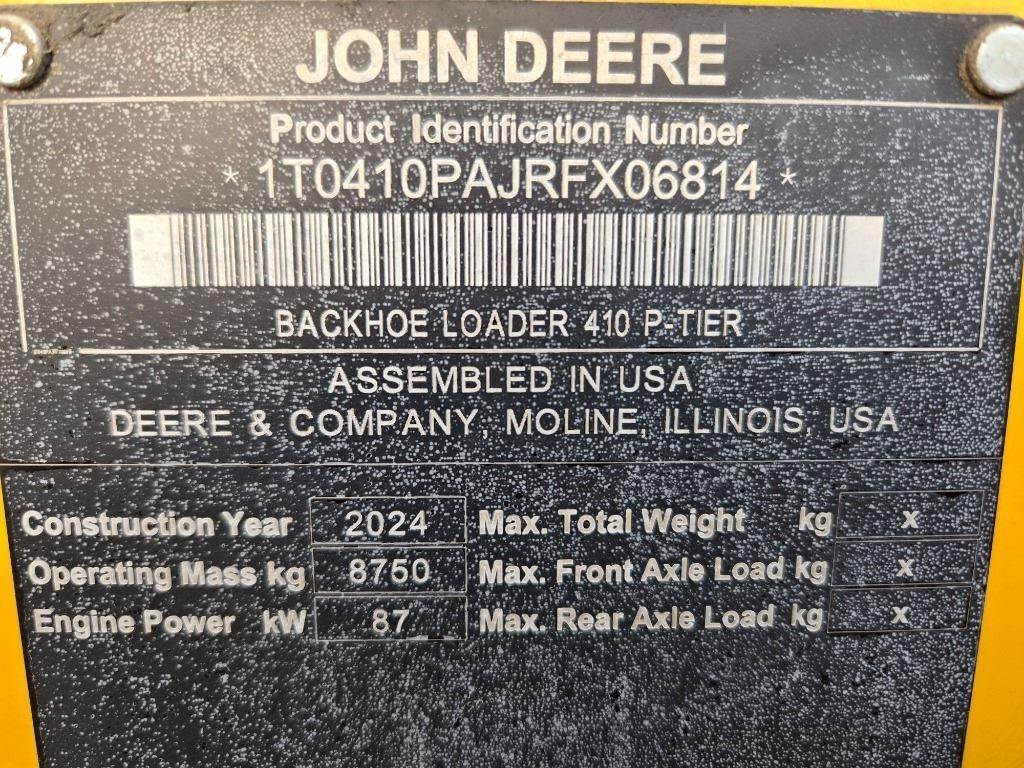 JOHN DEERE
Product Identification Number
* 1T0410PAJRFX06814 *
BACKHOE LOADER 410 P-TIER
ASSEMBLED IN USA
DEERE & COMPANY, MOLINE, ILLINOIS, USA
Construction Year 2024 Max. Total Weight kg x
Operating Mass kg 8750 Max. Front Axle Load kg x
Engine Power kW 87 Max. Rear Axle Load kg x